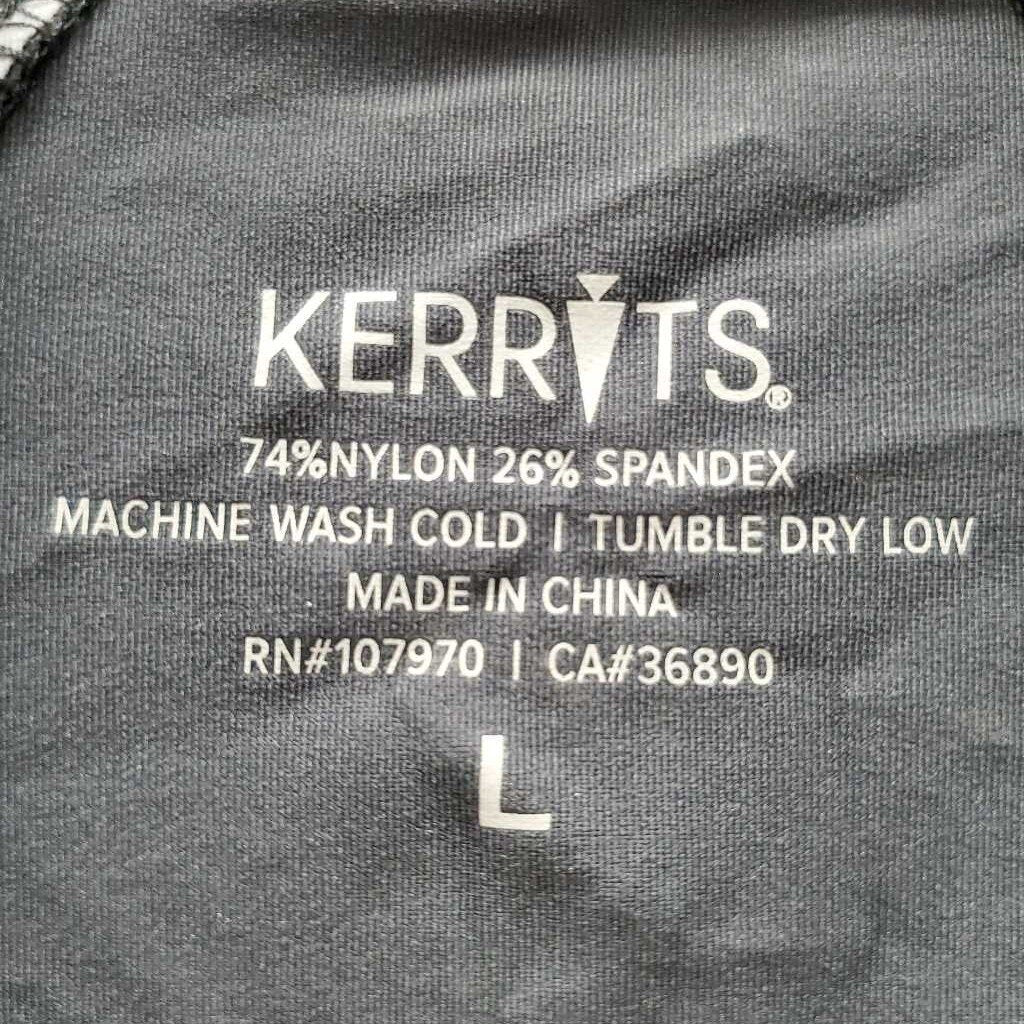 KERRITS®
74%NYLON 26% SPANDEX
MACHINE WASH COLD | TUMBLE DRY LOW
MADE IN CHINA
RN#107970 | CA#36890
L